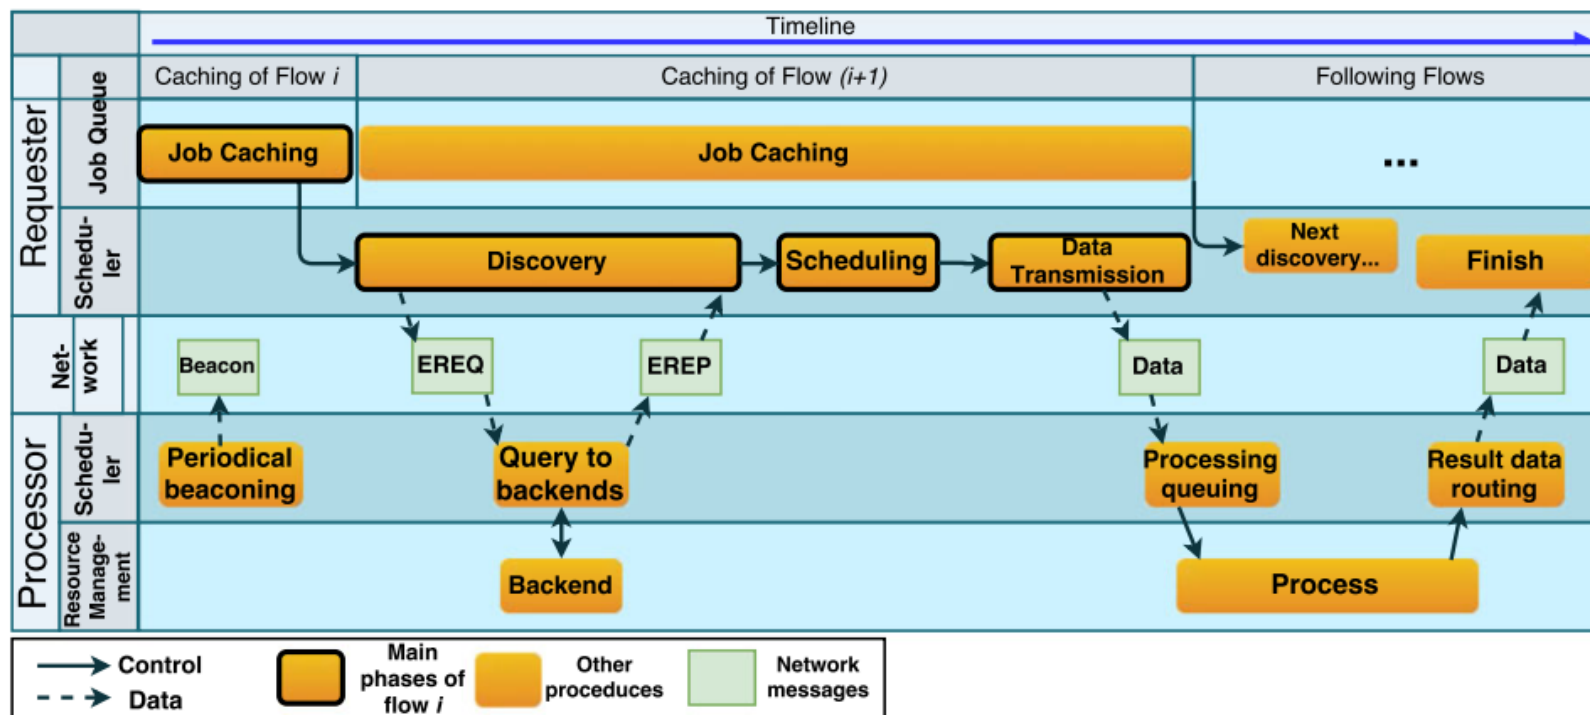 Timeline
Caching of Flow i
Caching of Flow (i+1)
Following Flows
Requester
Job Queue
Job Caching
Job Caching
...
Schedu-
ler
Discovery
Scheduling
Data
Transmission
Next
discovery...
Finish
Net-
work
Beacon
EREQ
EREP
Data
Data
Processor
Schedu-
ler
Periodical
beaconing
Query to
backends
Processing
queuing
Result data
routing
Resource
Manage-
ment
Backend
Process
Control
Data
Main
phases of
flow i
Other
proceduces
Network
messages